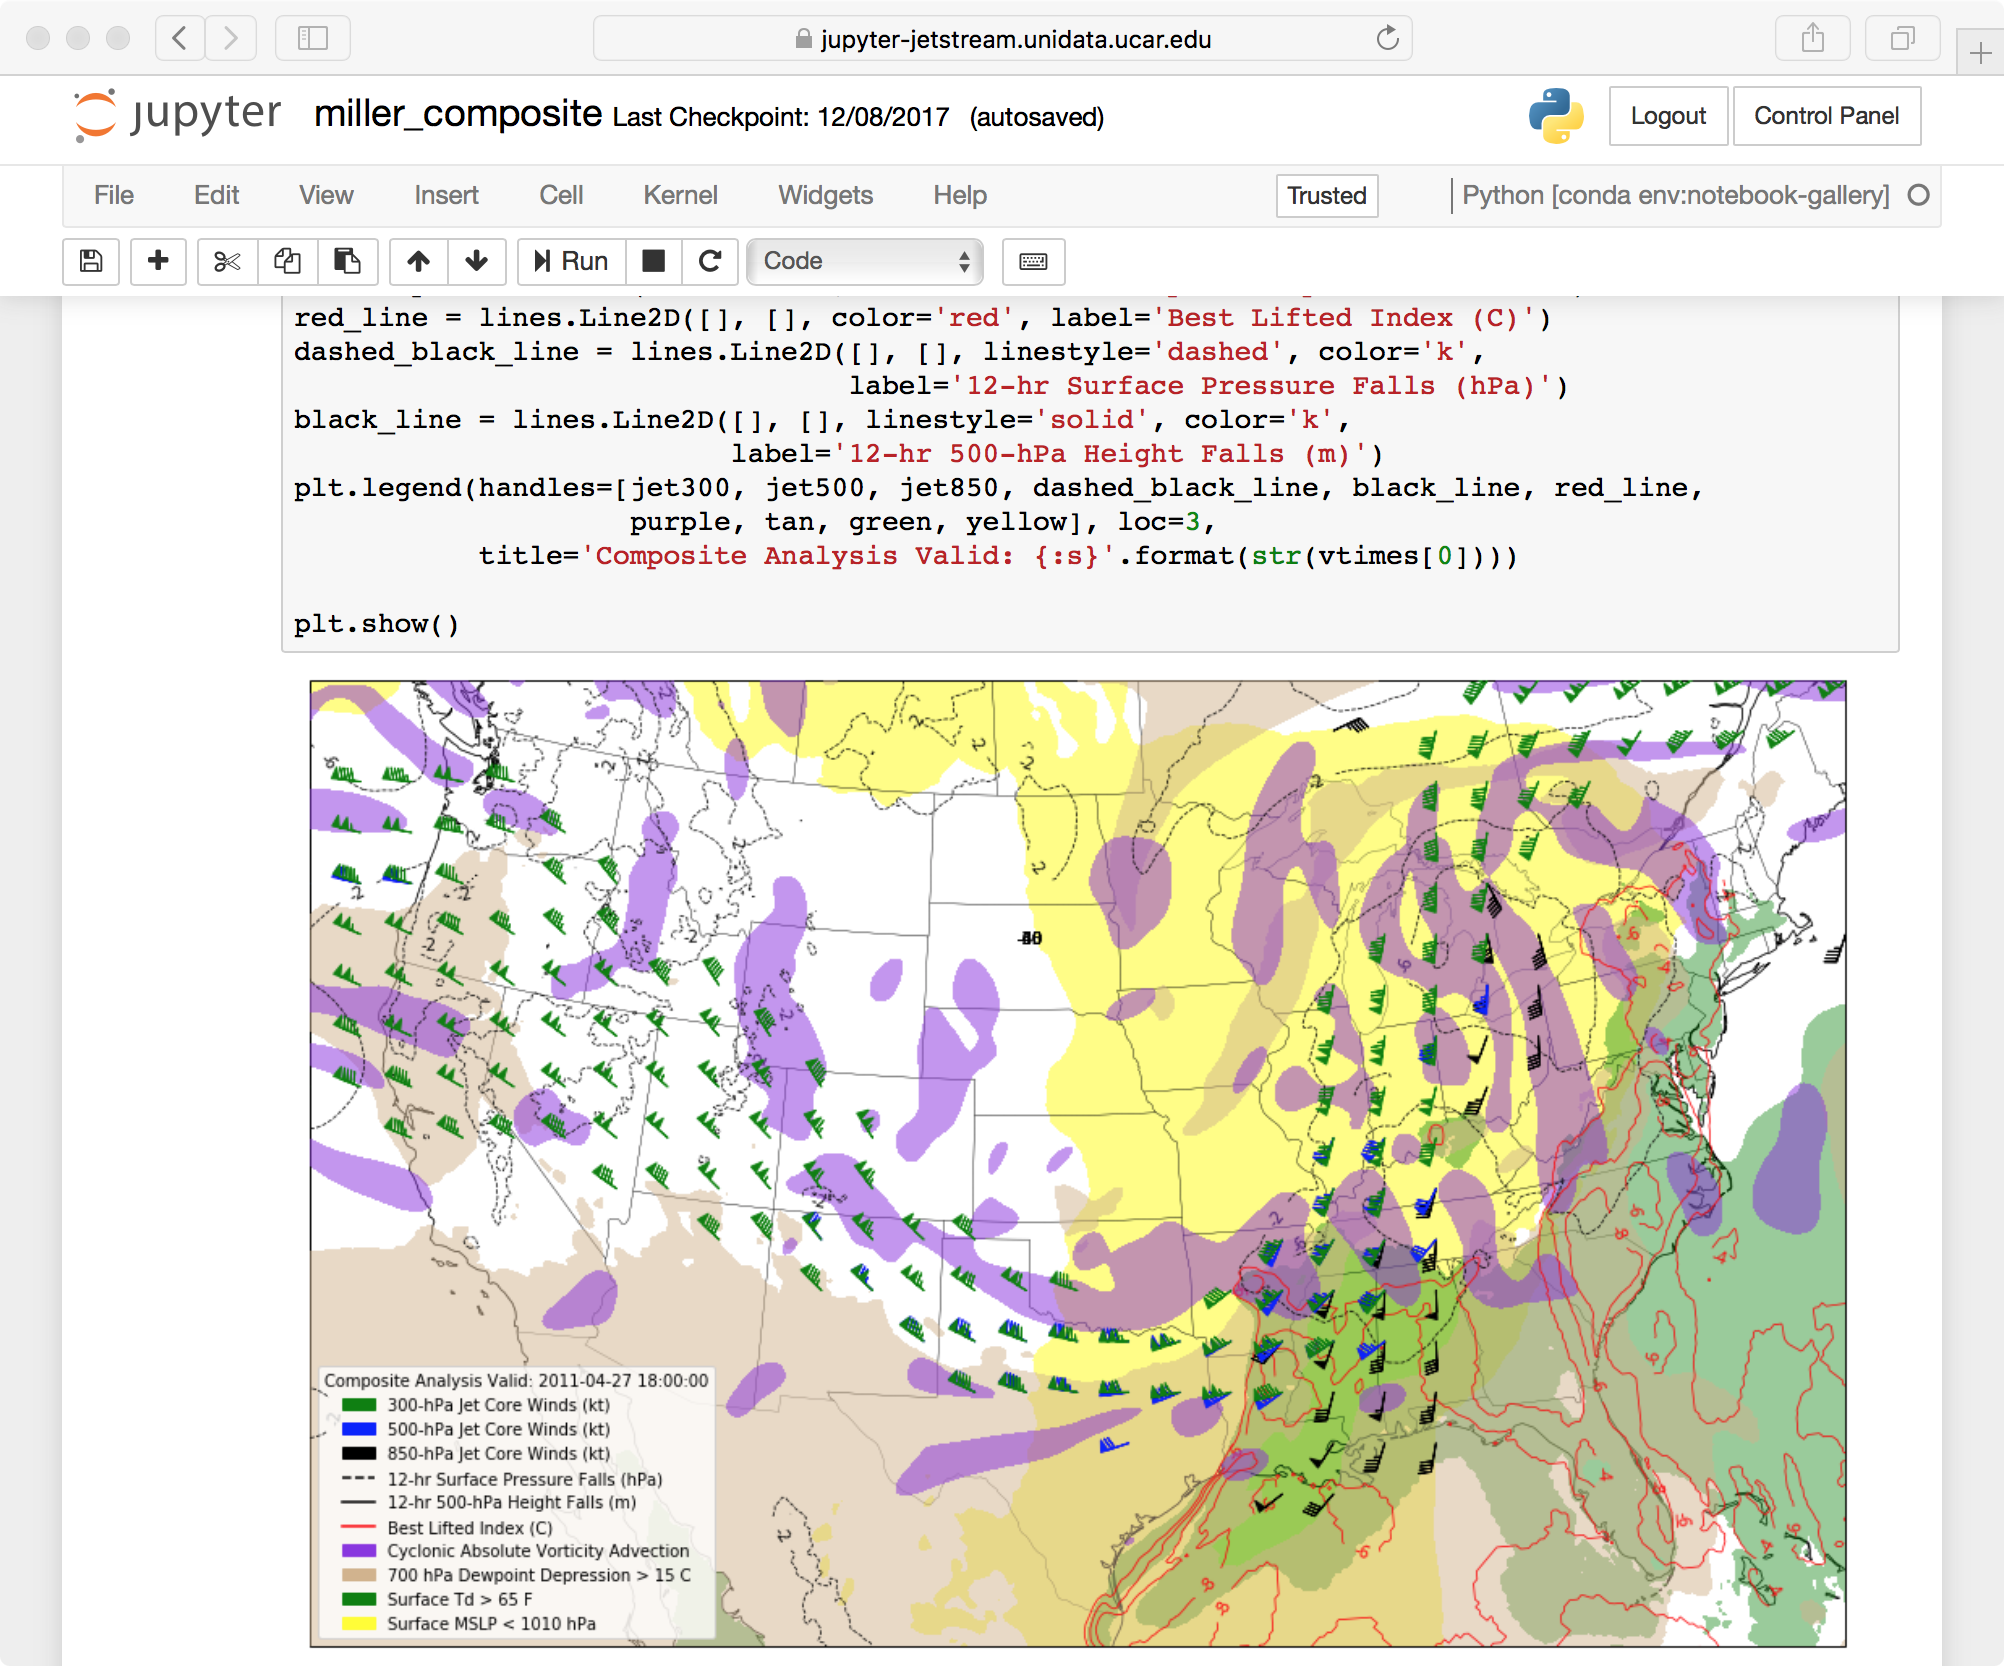 jupyter-jetstream.unidata.ucar.edu
jupyter miller_composite Last Checkpoint: 12/08/2017 (autosaved) Logout Control Panel
File Edit View Insert Cell Kernel Widgets Help Trusted Python [conda env:notebook-gallery]
Run Code
red_line = lines.Line2D([], [], color='red', label='Best Lifted Index (C)')
dashed_black_line = lines.Line2D([], [], linestyle='dashed', color='k',
label='12-hr Surface Pressure Falls (hPa)')
black_line = lines.Line2D([], [], linestyle='solid', color='k',
label='12-hr 500-hPa Height Falls (m)')
plt.legend(handles=[jet300, jet500, jet850, dashed_black_line, black_line, red_line,
purple, tan, green, yellow], loc=3,
title='Composite Analysis Valid: {:s}'.format(str(vtimes[0])))
plt.show()
Composite Analysis Valid: 2011-04-27 18:00:00
300-hPa Jet Core Winds (kt)
500-hPa Jet Core Winds (kt)
850-hPa Jet Core Winds (kt)
12-hr Surface Pressure Falls (hPa)
12-hr 500-hPa Height Falls (m)
Best Lifted Index (C)
Cyclonic Absolute Vorticity Advection
700 hPa Dewpoint Depression > 15 C
Surface Td > 65 F
Surface MSLP < 1010 hPa